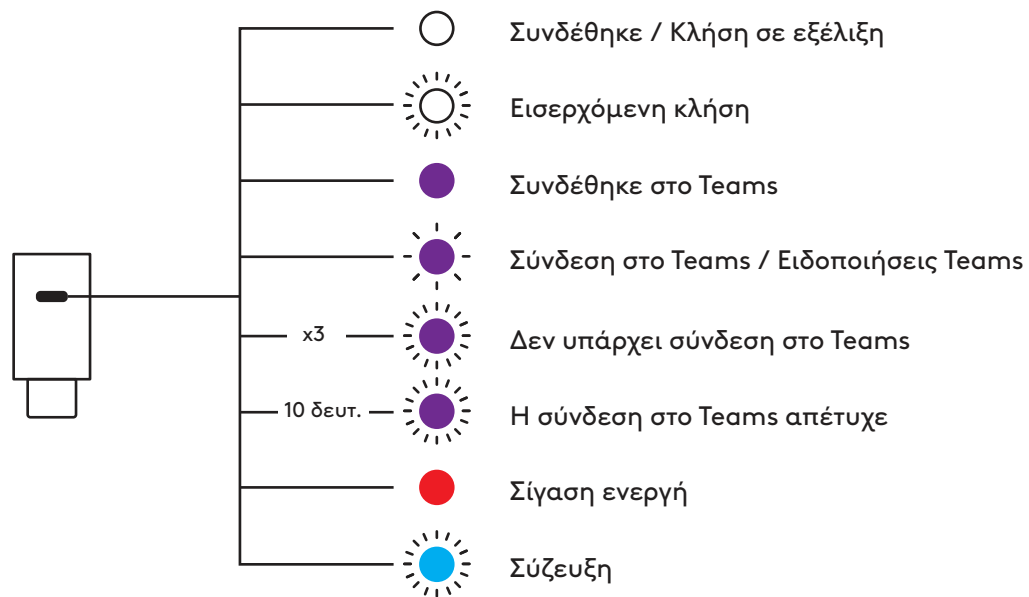 Συνδέθηκε / Κλήση σε εξέλιξη
Εισερχόμενη κλήση
Συνδέθηκε στο Teams
Σύνδεση στο Teams / Ειδοποιήσεις Teams
x3 Δεν υπάρχει σύνδεση στο Teams
10 δευτ. Η σύνδεση στο Teams απέτυχε
Σίγαση ενεργή
Σύζευξη